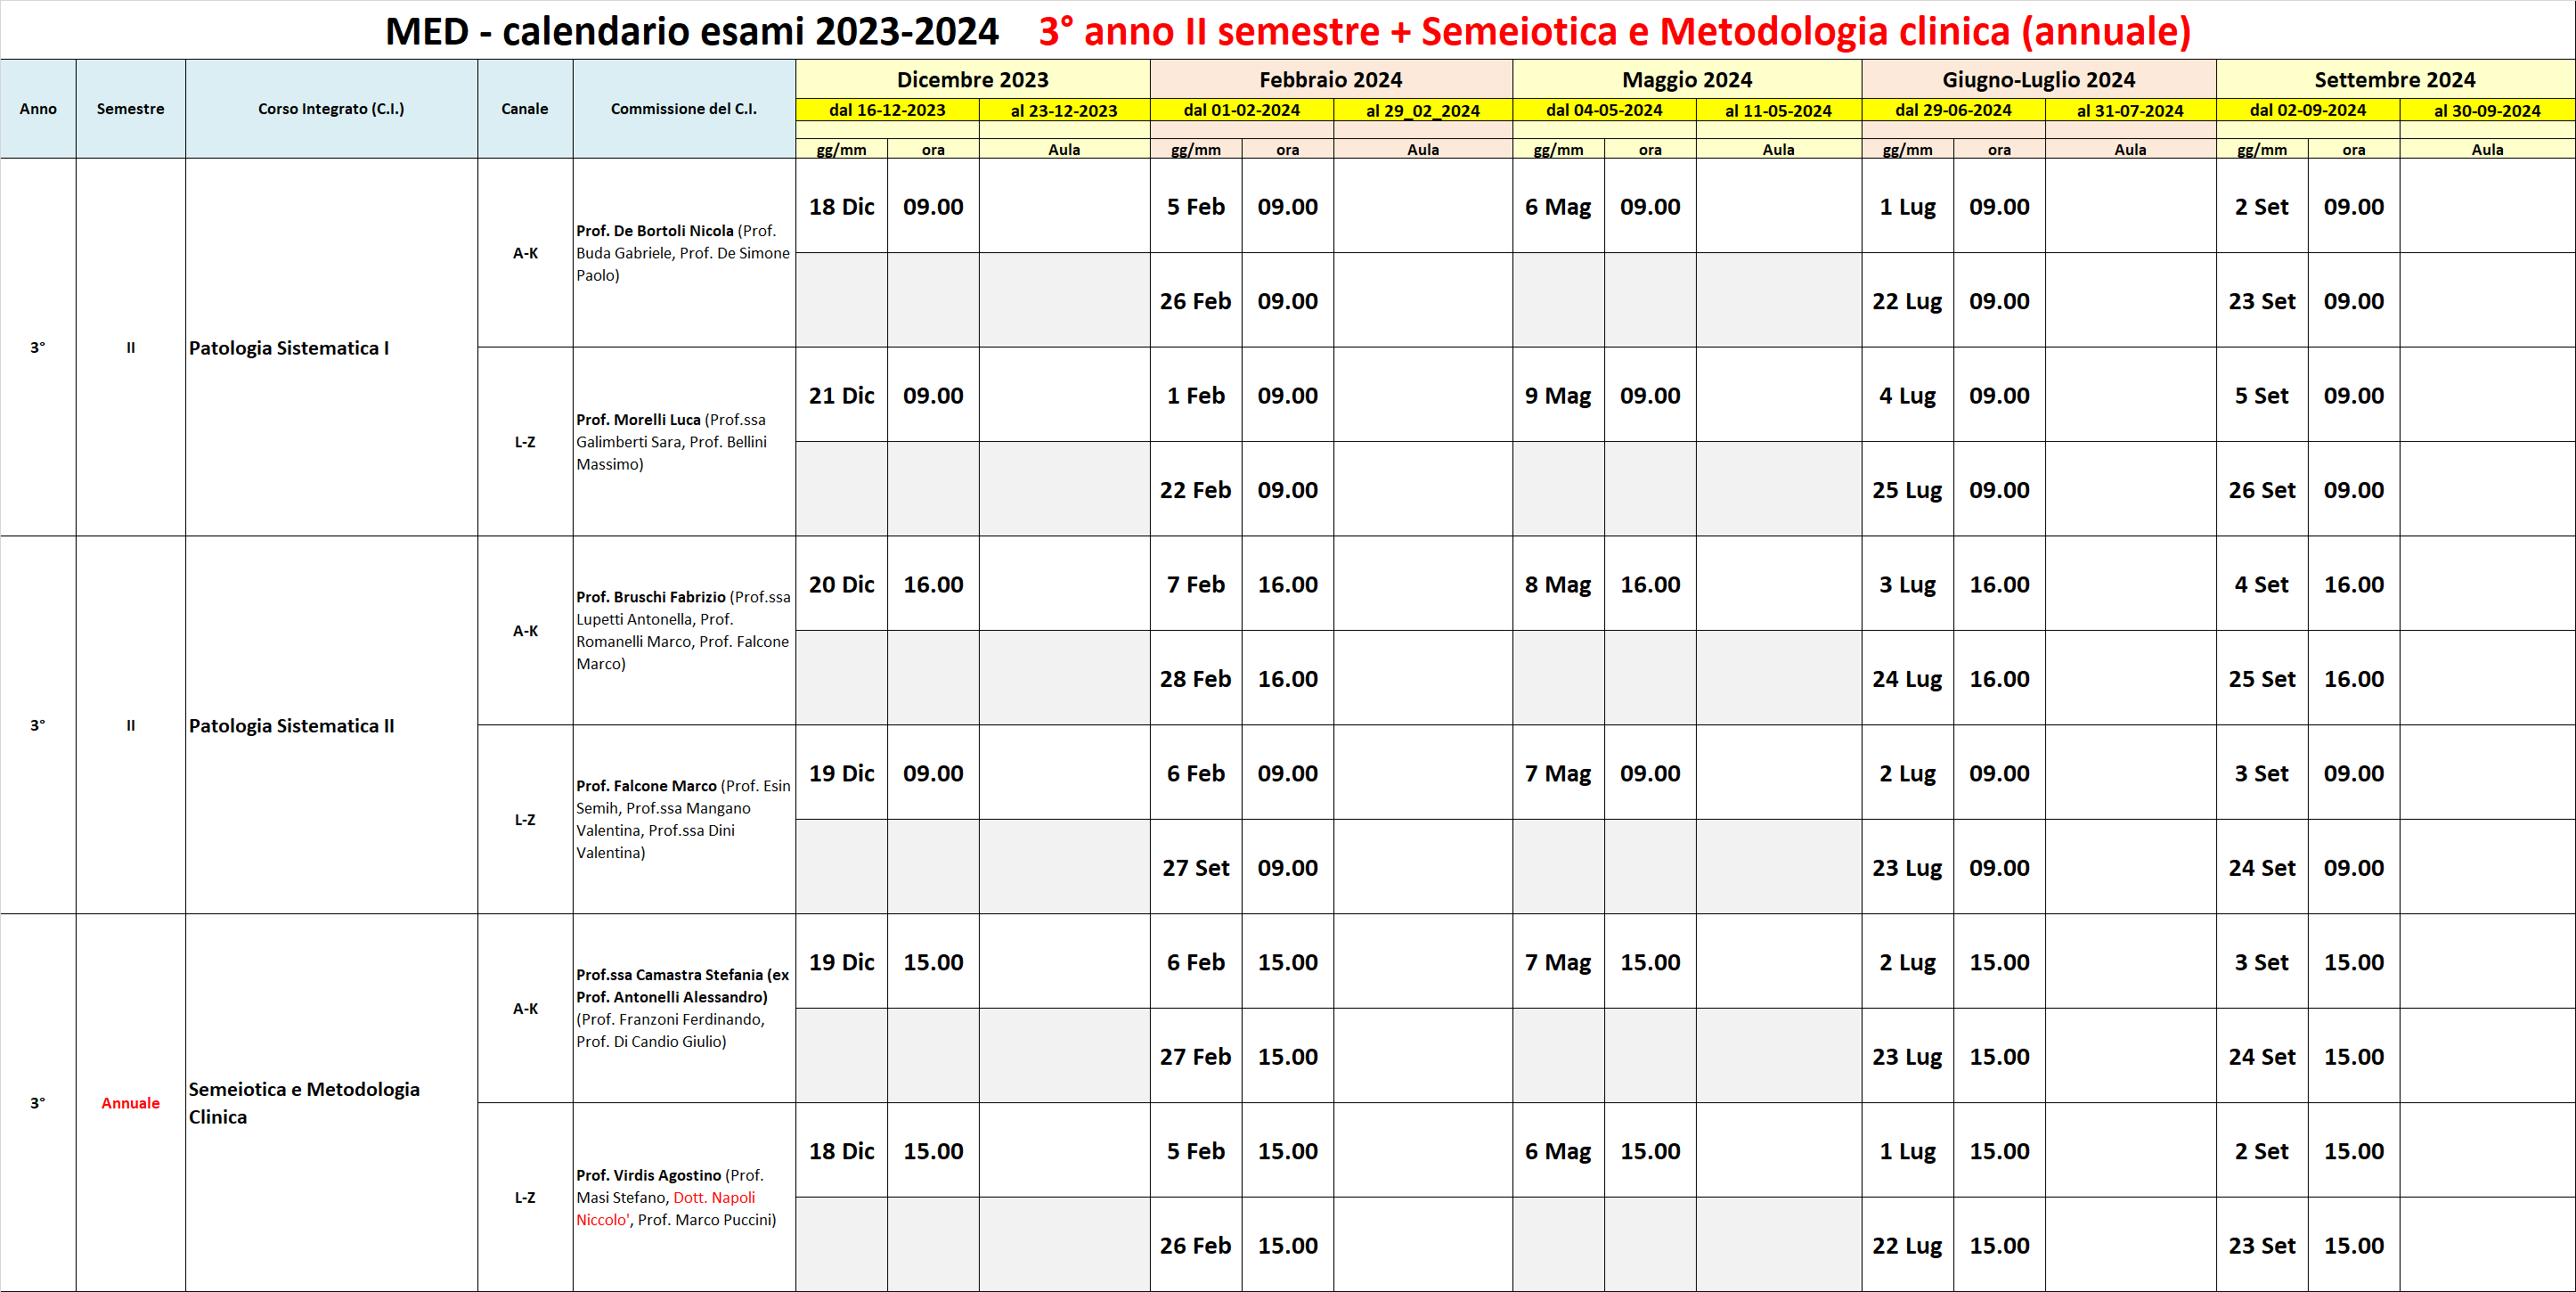 MED - calendario esami 2023-2024 3° anno II semestre + Semeiotica e Metodologia clinica (annuale)
Anno Semestre Corso Integrato (C.I.) Canale Commissione del C.I. Dicembre 2023 Febbraio 2024 Maggio 2024 Giugno-Luglio 2024 Settembre 2024
dal 16-12-2023 al 23-12-2023 dal 01-02-2024 al 29_02_2024 dal 04-05-2024 al 11-05-2024 dal 29-06-2024 al 31-07-2024 dal 02-09-2024 al 30-09-2024
gg/mm ora Aula gg/mm ora Aula gg/mm ora Aula gg/mm ora Aula gg/mm ora Aula
3° II Patologia Sistematica I
A-K
Prof. De Bortoli Nicola (Prof.
Buda Gabriele, Prof. De Simone
Paolo)
18 Dic 09.00 5 Feb 09.00 6 Mag 09.00 1 Lug 09.00 2 Set 09.00
26 Feb 09.00 22 Lug 09.00 23 Set 09.00
L-Z
Prof. Morelli Luca (Prof.ssa
Galimberti Sara, Prof. Bellini
Massimo)
21 Dic 09.00 1 Feb 09.00 9 Mag 09.00 4 Lug 09.00 5 Set 09.00
22 Feb 09.00 25 Lug 09.00 26 Set 09.00
3° II Patologia Sistematica II
A-K
Prof. Bruschi Fabrizio (Prof.ssa
Lupetti Antonella, Prof.
Romanelli Marco, Prof. Falcone
Marco)
20 Dic 16.00 7 Feb 16.00 8 Mag 16.00 3 Lug 16.00 4 Set 16.00
28 Feb 16.00 24 Lug 16.00 25 Set 16.00
L-Z
Prof. Falcone Marco (Prof. Esin
Semih, Prof.ssa Mangano
Valentina, Prof.ssa Dini
Valentina)
19 Dic 09.00 6 Feb 09.00 7 Mag 09.00 2 Lug 09.00 3 Set 09.00
27 Set 09.00 23 Lug 09.00 24 Set 09.00
3° Annuale Semeiotica e Metodologia
Clinica
A-K
Prof.ssa Camastra Stefania (ex
Prof. Antonelli Alessandro)
(Prof. Franzoni Ferdinando,
Prof. Di Candio Giulio)
19 Dic 15.00 6 Feb 15.00 7 Mag 15.00 2 Lug 15.00 3 Set 15.00
27 Feb 15.00 23 Lug 15.00 24 Set 15.00
L-Z
Prof. Virdis Agostino (Prof.
Masi Stefano, Dott. Napoli
Niccolo', Prof. Marco Puccini)
18 Dic 15.00 5 Feb 15.00 6 Mag 15.00 1 Lug 15.00 2 Set 15.00
26 Feb 15.00 22 Lug 15.00 23 Set 15.00